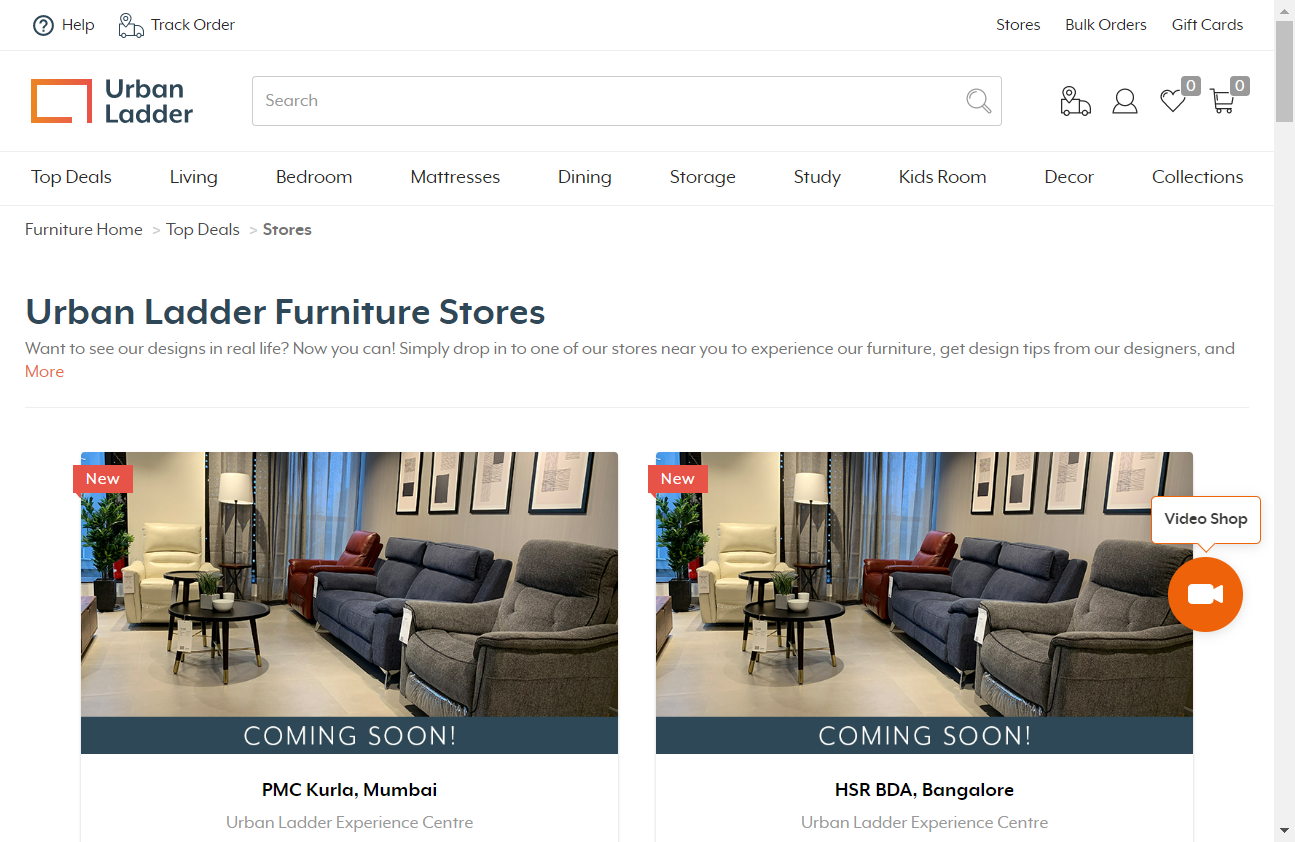 Help
Track Order
Stores
Bulk Orders
Gift Cards
Urban
Ladder
Search
0
0
Top Deals
Living
Bedroom
Mattresses
Dining
Storage
Study
Kids Room
Decor
Collections
Furniture Home > Top Deals > Stores
Urban Ladder Furniture Stores
Want to see our designs in real life? Now you can! Simply drop in to one of our stores near you to experience our furniture, get design tips from our designers, and
More
New
New
Video Shop
COMING SOON!
COMING SOON!
PMC Kurla, Mumbai
HSR BDA, Bangalore
Urban Ladder Experience Centre
Urban Ladder Experience Centre